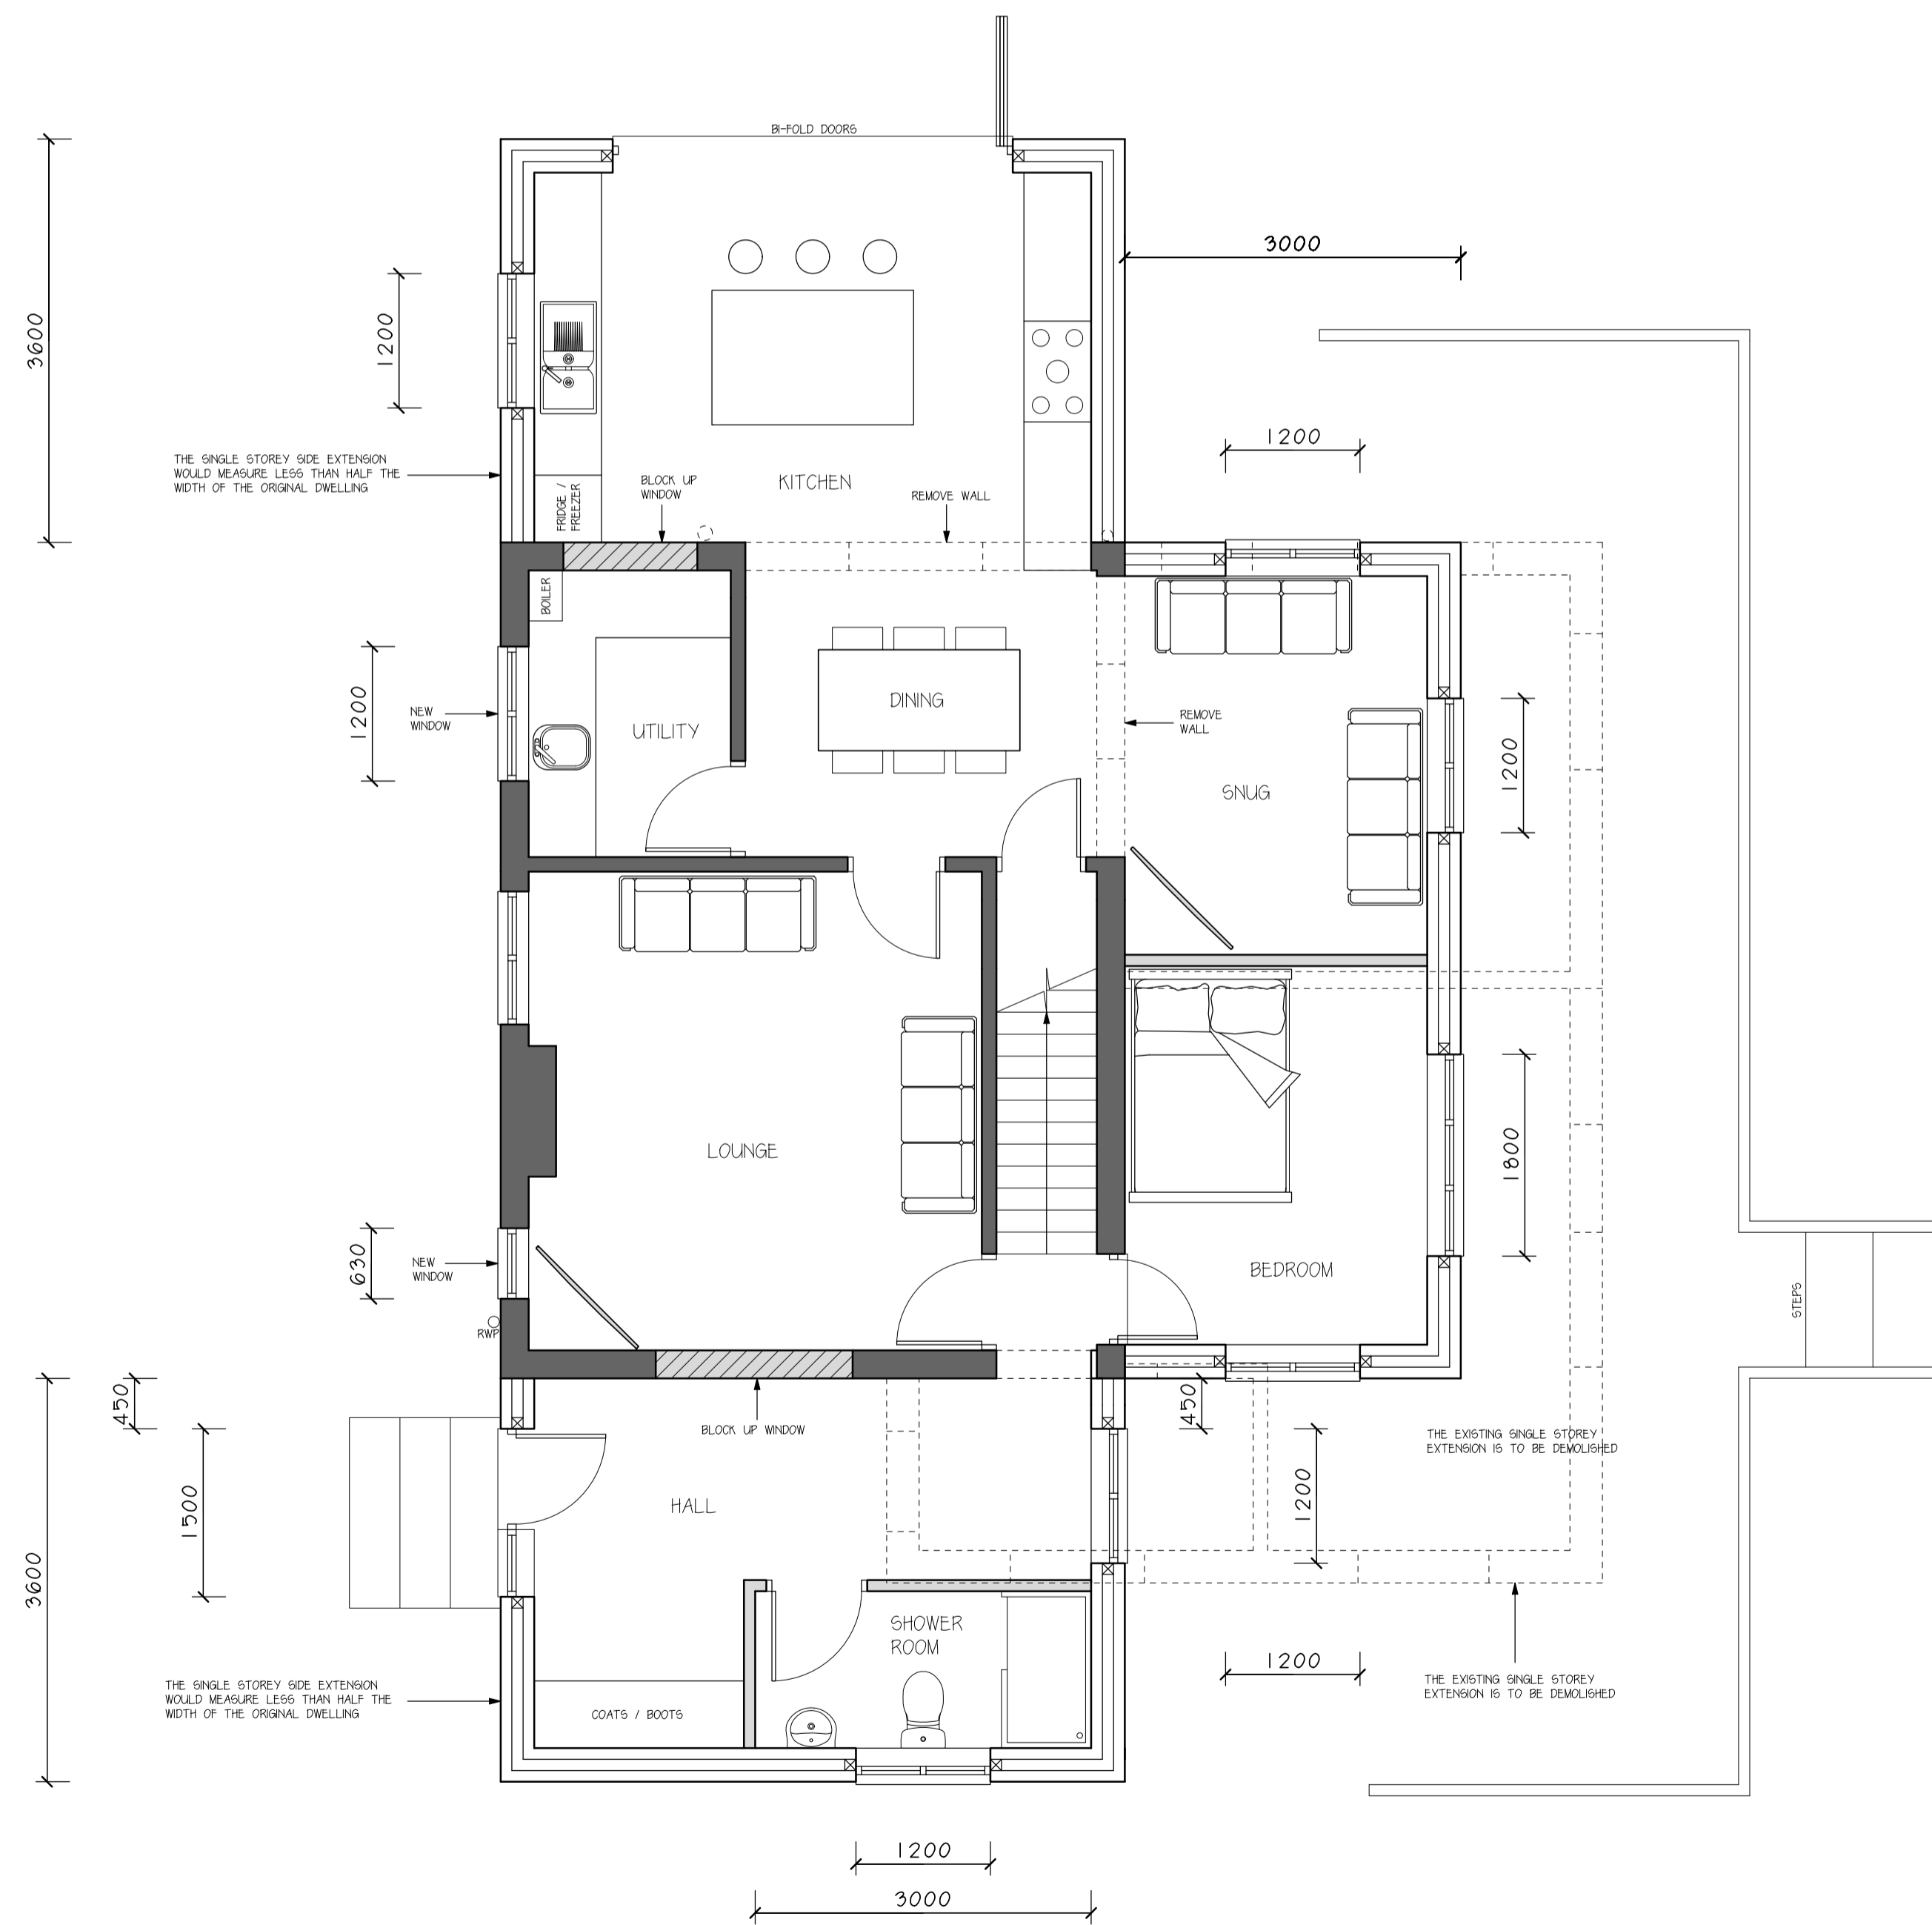 BI-FOLD DOORS
3000
3600
1200
1200
THE SINGLE STOREY SIDE EXTENSION
WOULD MEASURE LESS THAN HALF THE
WIDTH OF THE ORIGINAL DWELLING
FRIDGE /
FREEZER
BLOCK UP
WINDOW
KITCHEN
REMOVE WALL
BOILER
1200
NEW
WINDOW
UTILITY
DINING
REMOVE
WALL
SNUG
1200
LOUNGE
1800
630
NEW
WINDOW
BEDROOM
STEPS
RWP
450
450
BLOCK UP WINDOW
THE EXISTING SINGLE STOREY
EXTENSION IS TO BE DEMOLISHED
1500
HALL
1200
3600
SHOWER
ROOM
1200
THE SINGLE STOREY SIDE EXTENSION
WOULD MEASURE LESS THAN HALF THE
WIDTH OF THE ORIGINAL DWELLING
COATS / BOOTS
THE EXISTING SINGLE STOREY
EXTENSION IS TO BE DEMOLISHED
1200
3000